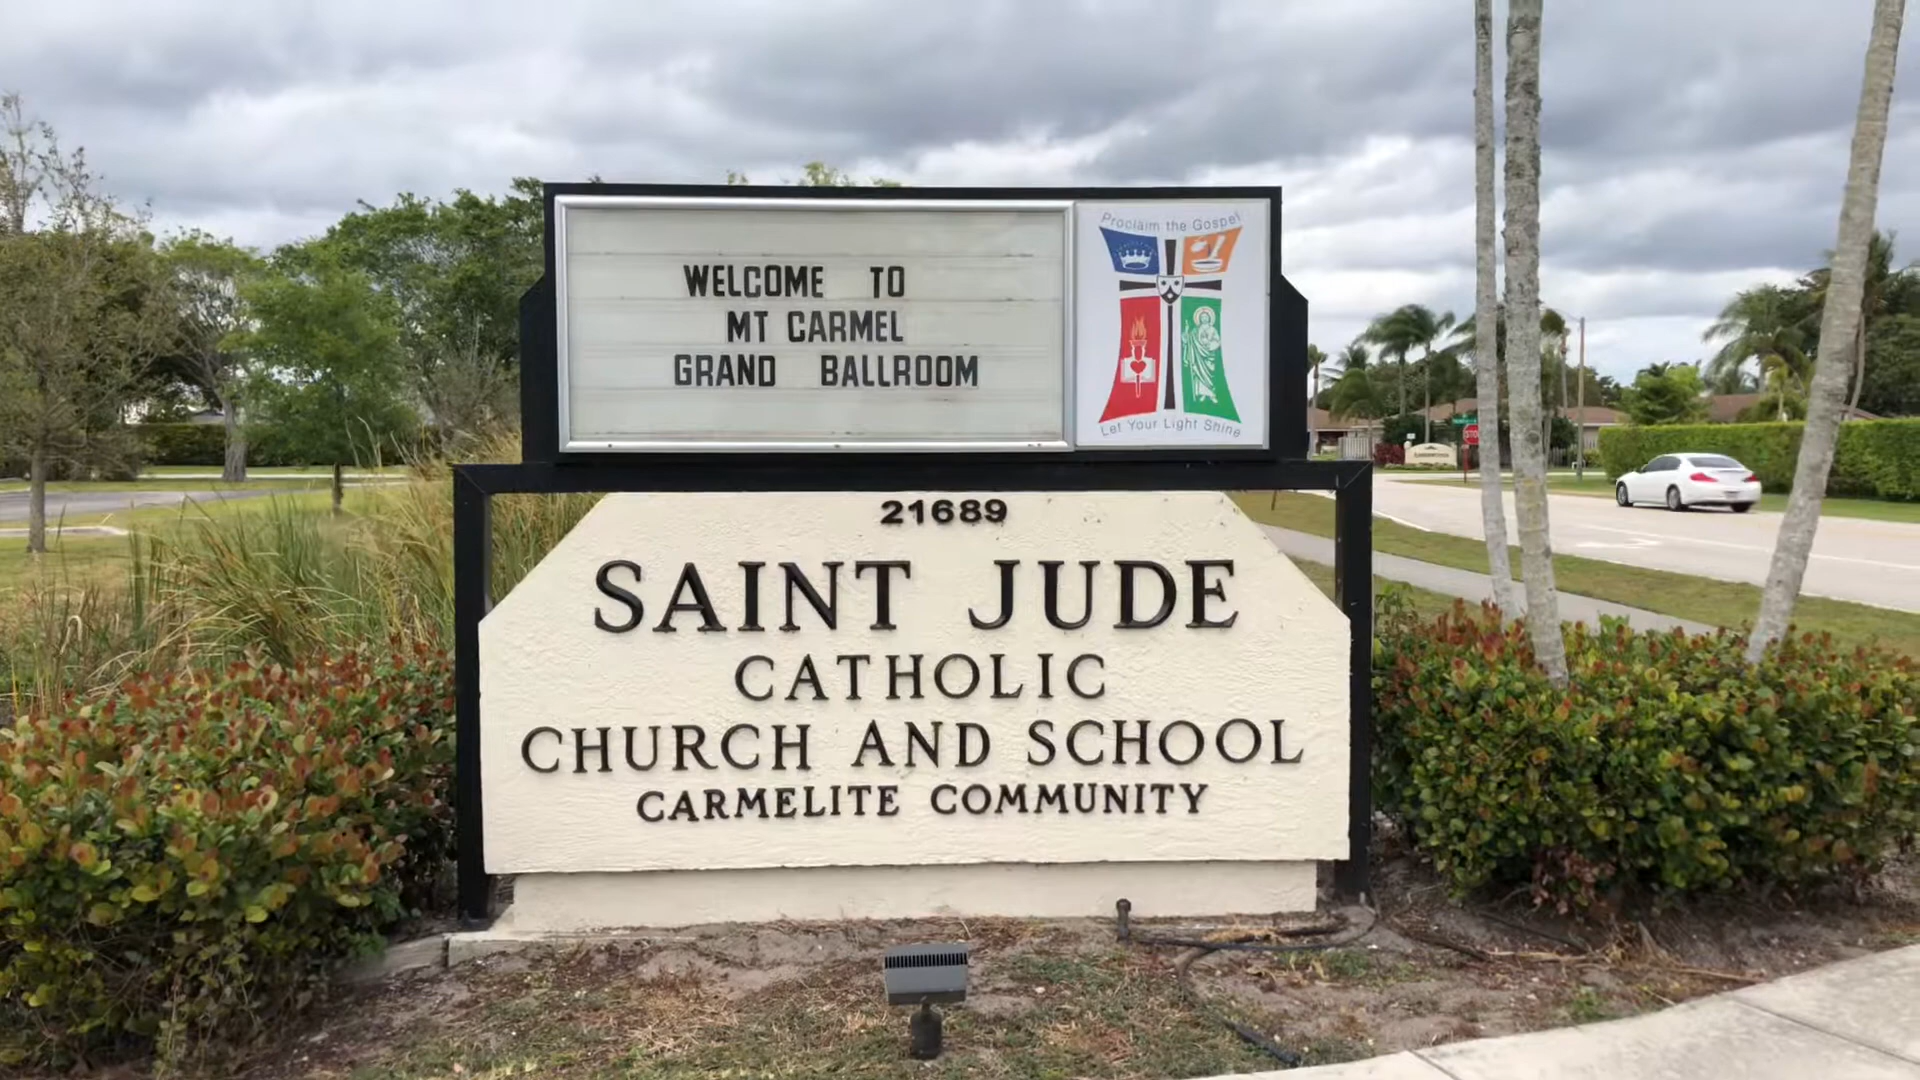 WELCOME TO
MT CARMEL
GRAND BALLROOM
Proclaim the Gospel
Let Your Light Shine
21689
SAINT JUDE
CATHOLIC
CHURCH AND SCHOOL
CARMELITE COMMUNITY
STOP